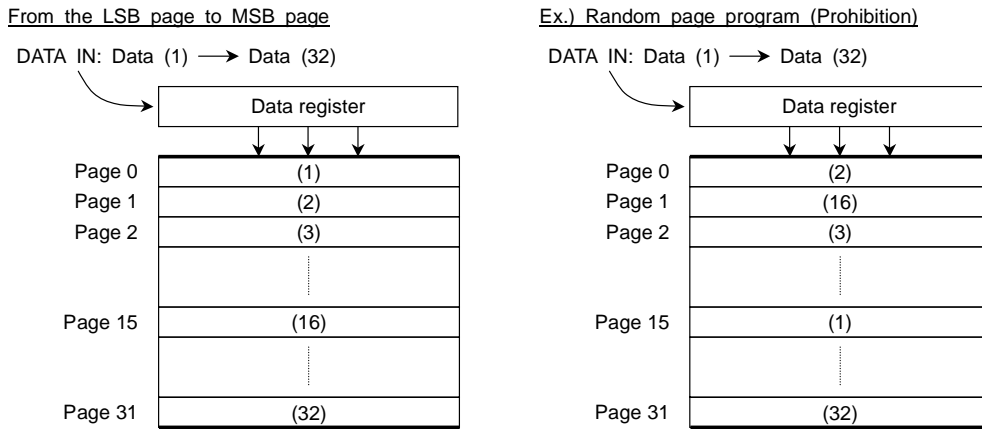 From the LSB page to MSB page
DATA IN: Data (1) Data (32)
Data register
Page 0 (1)
Page 1 (2)
Page 2 (3)
Page 15 (16)
Page 31 (32)
Ex.) Random page program (Prohibition)
DATA IN: Data (1) Data (32)
Data register
Page 0 (2)
Page 1 (16)
Page 2 (3)
Page 15 (1)
Page 31 (32)